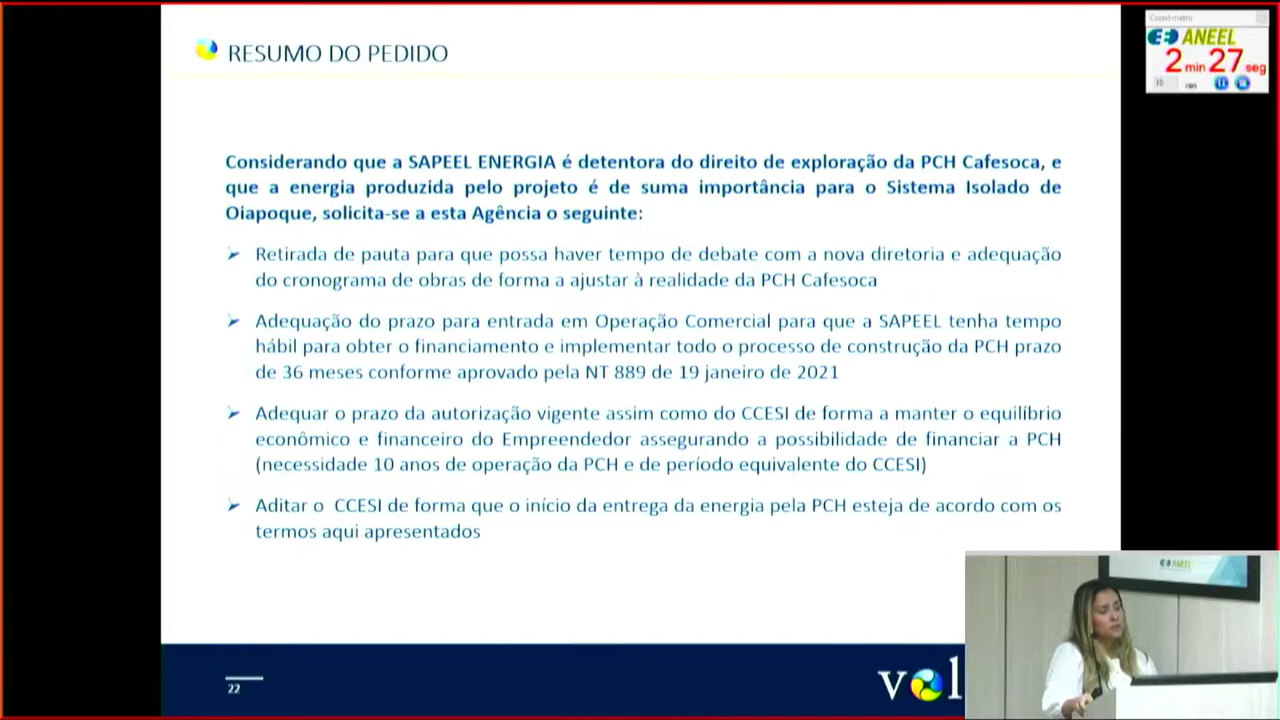 RESUMO DO PEDIDO
Cronômetro
ANEEL
2 min 27 seg
10
min
Considerando que a SAPEEL ENERGIA é detentora do direito de exploração da PCH Cafesoca, e
que a energia produzida pelo projeto é de suma importância para o Sistema Isolado de
Oiapoque, solicita-se a esta Agência o seguinte:
Retirada de pauta para que possa haver tempo de debate com a nova diretoria e adequação
do cronograma de obras de forma a ajustar à realidade da PCH Cafesoca
Adequação do prazo para entrada em Operação Comercial para que a SAPEEL tenha tempo
hábil para obter o financiamento e implementar todo o processo de construção da PCH prazo
de 36 meses conforme aprovado pela NT 889 de 19 janeiro de 2021
Adequar o prazo da autorização vigente assim como do CCESI de forma a manter o equilíbrio
econômico e financeiro do Empreendedor assegurando a possibilidade de financiar a PCH
(necessidade 10 anos de operação da PCH e de período equivalente do CCESI)
Aditar o CCESI de forma que o início da entrega da energia pela PCH esteja de acordo com os
termos aqui apresentados
ANEEL
22
vol